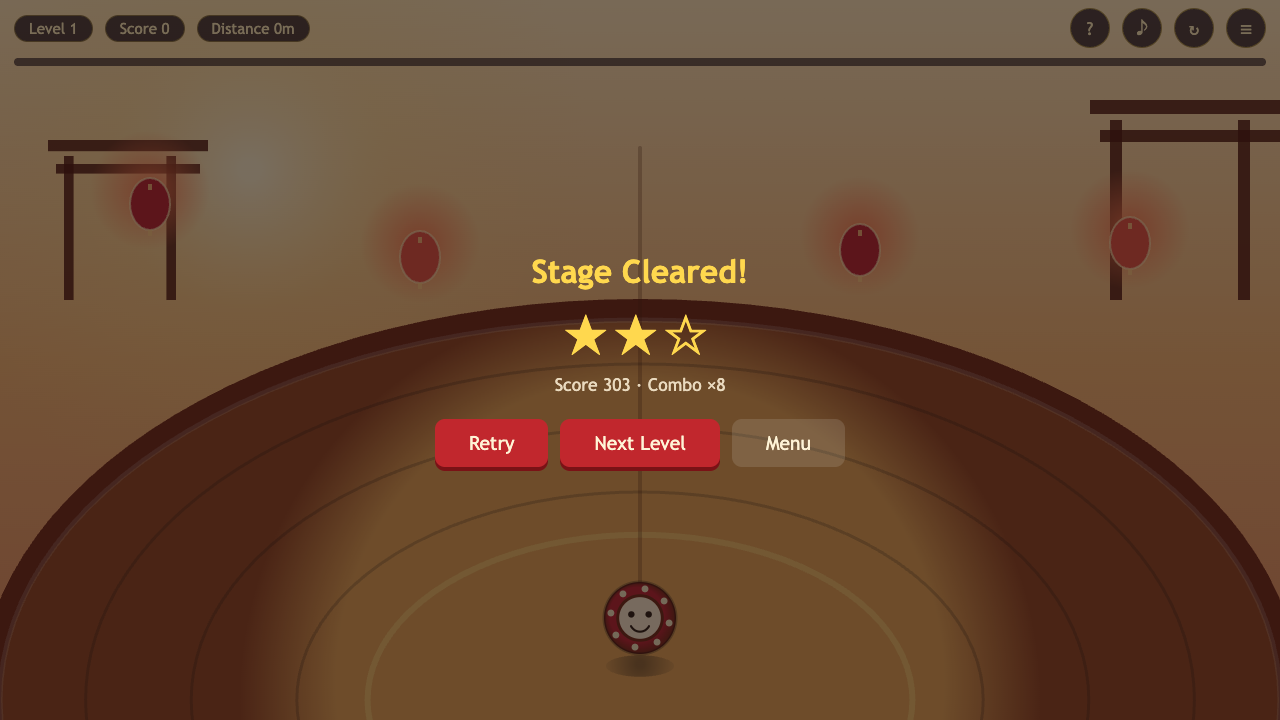 Level 1
Score 0
Distance 0m
?
♪
↻
≡
Stage Cleared!
★★☆
Score 303 · Combo ×8
Retry
Next Level
Menu